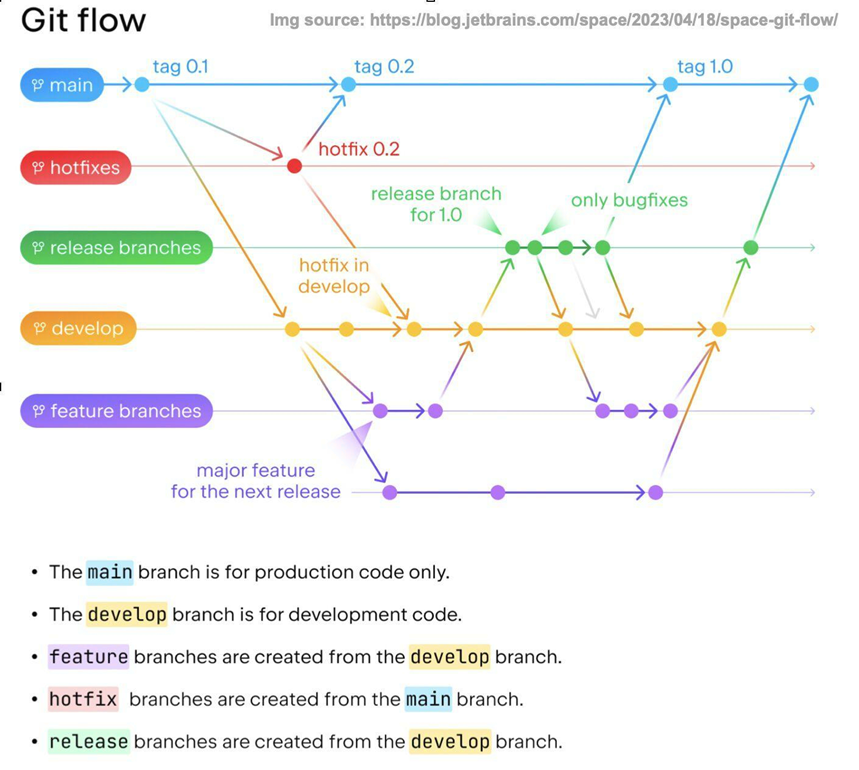 Git flow
Img source: https://blog.jetbrains.com/space/2023/04/18/space-git-flow/
tag 0.1
tag 0.2
tag 1.0
main
hotfix 0.2
hotfixes
release branch
for 1.0
only bugfixes
release branches
hotfix in
develop
develop
feature branches
major feature
for the next release
• The main branch is for production code only.
• The develop branch is for development code.
• feature branches are created from the develop branch.
• hotfix branches are created from the main branch.
• release branches are created from the develop branch.